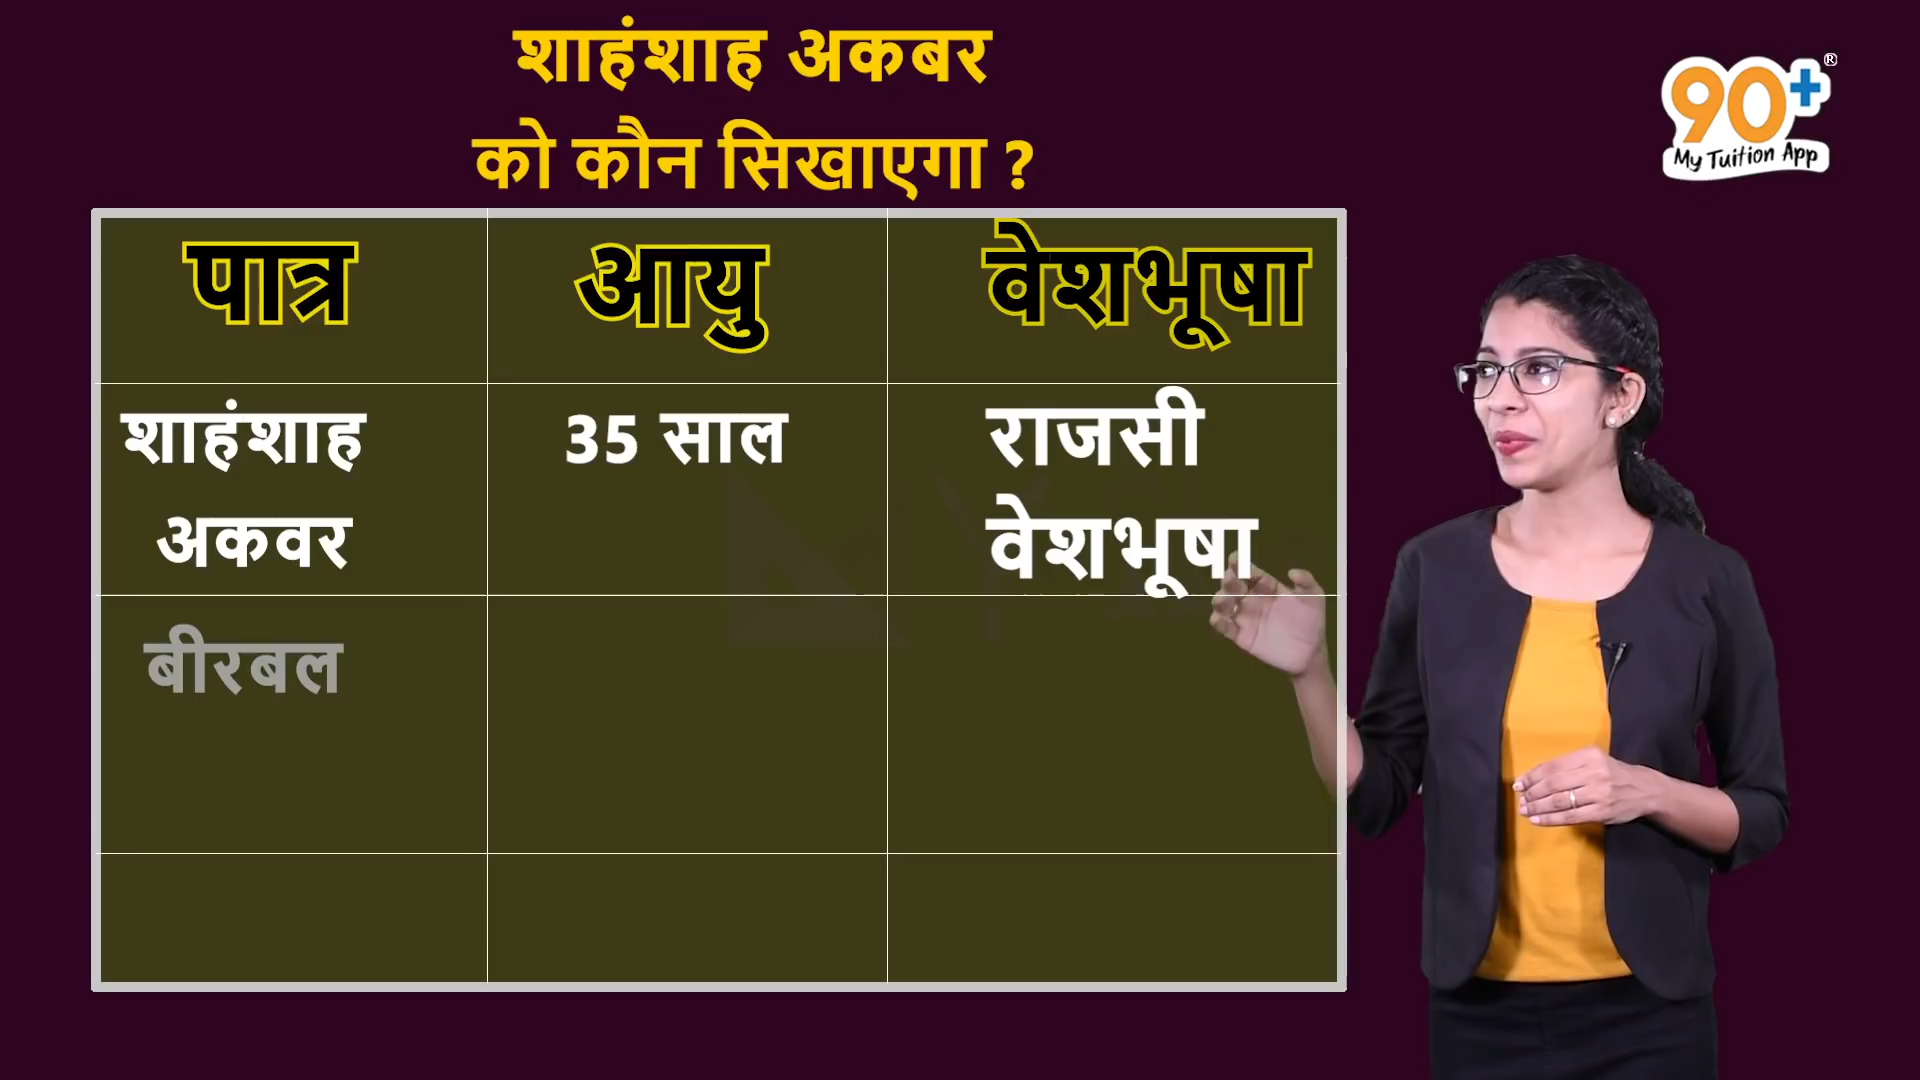 शाहंशाह अकबर
को कौन सिखाएगा ?
90+®
My Tuition App
पात्र आयु वेशभूषा
शाहंशाह 35 साल राजसी
अकवर वेशभूषा
बीरबल